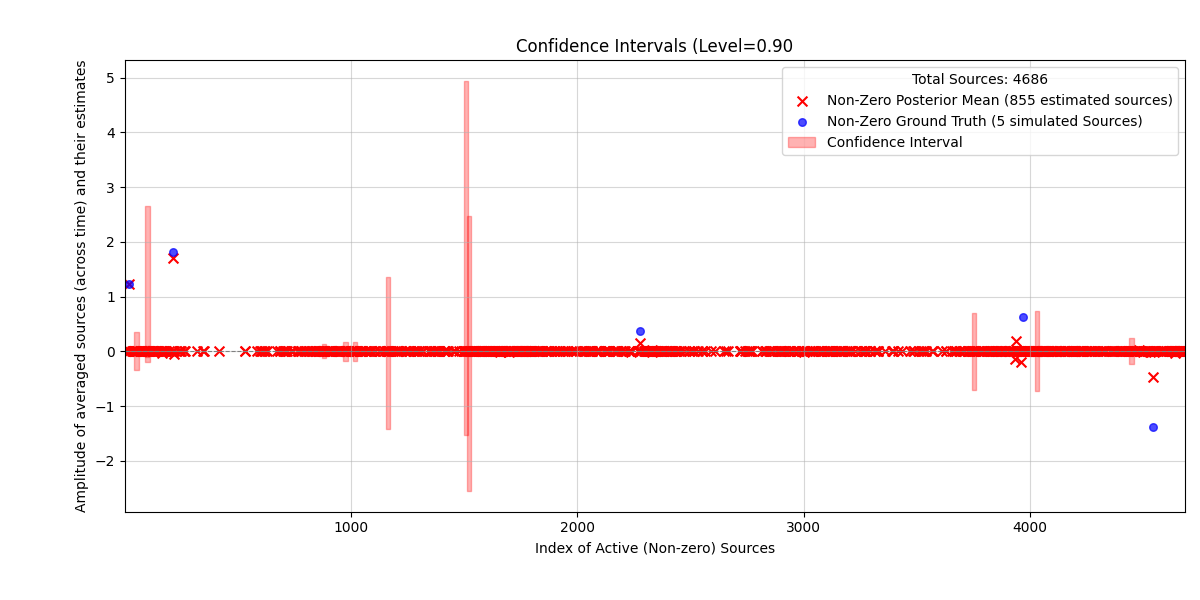 Confidence Intervals (Level=0.90
Amplitude of averaged sources (across time) and their estimates
5
4
3
2
1
0
−1
−2
Total Sources: 4686
Non-Zero Posterior Mean (855 estimated sources)
Non-Zero Ground Truth (5 simulated Sources)
Confidence Interval
1000
2000
3000
4000
Index of Active (Non-zero) Sources